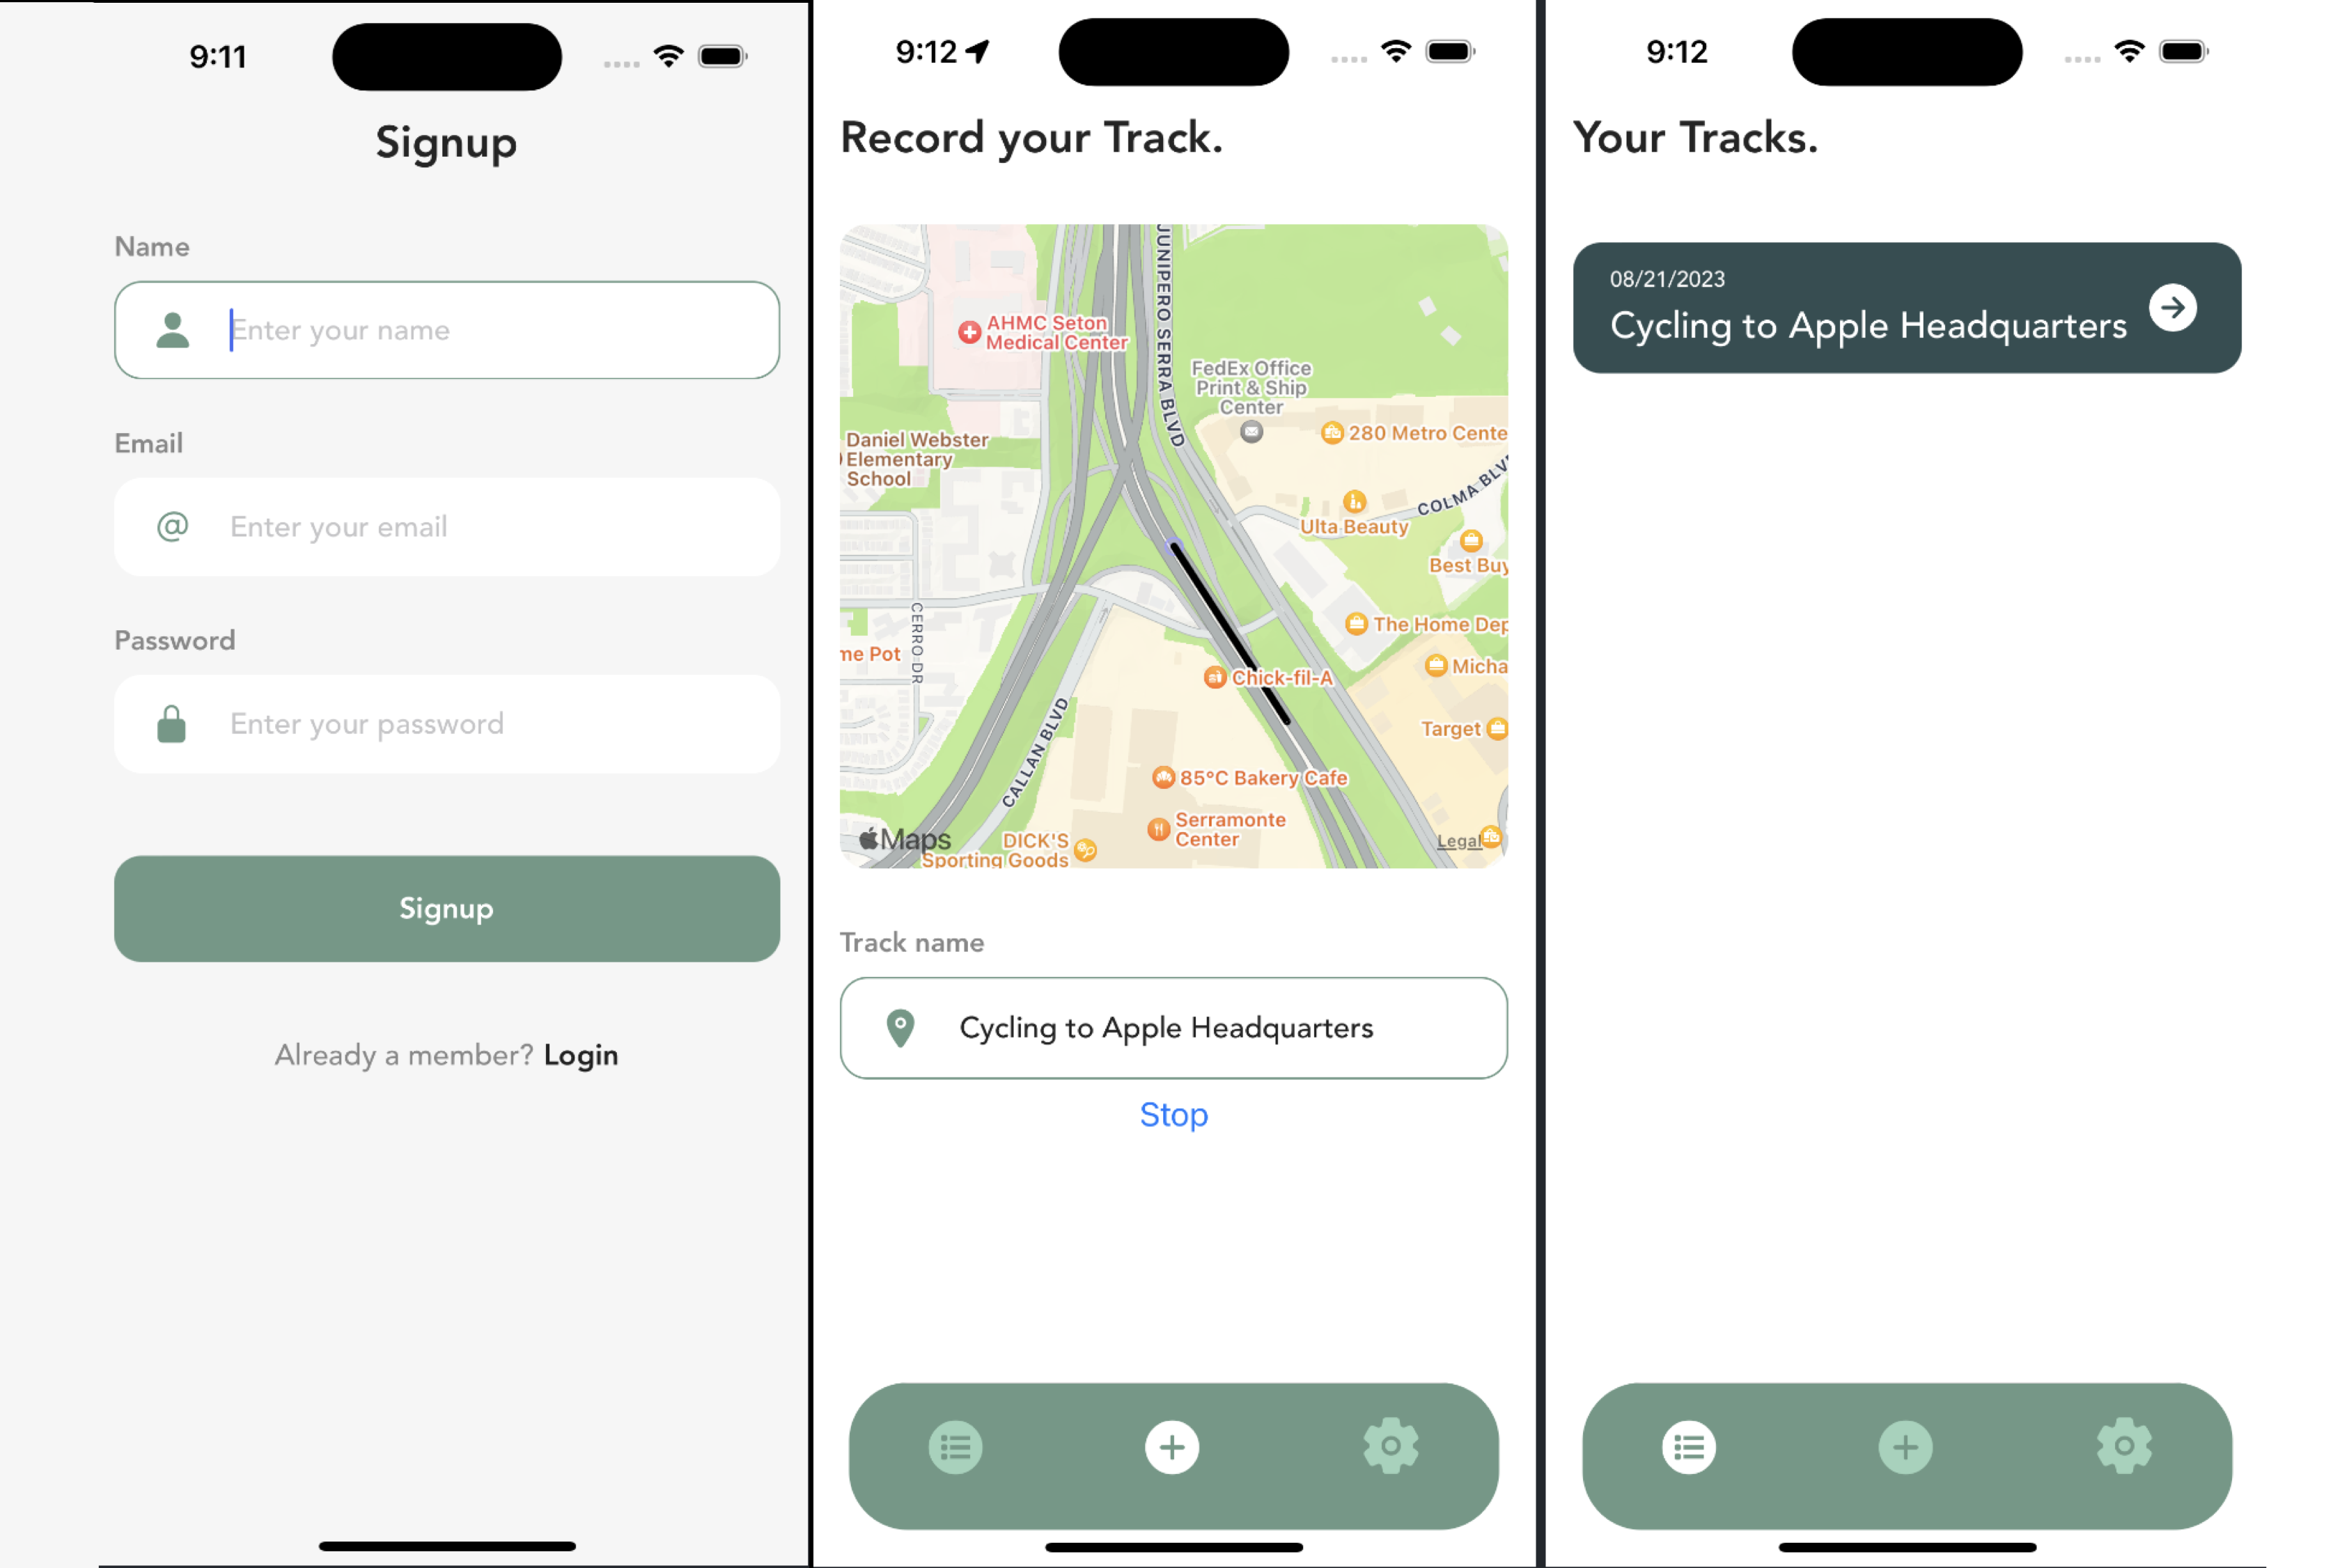 9:11
Signup
Name
Enter your name
Email
@ Enter your email
Password
Enter your password
Signup
Already a member? Login
9:12
Record your Track.
JUNIPERO SERRA BLVD
AHMC Seton
Medical Center
FedEx Office
Print & Ship
Center
280 Metro Cente
Daniel Webster
Elementary
School
COLMA BLV
Ulta Beauty
Best Buy
CERRO DR
The Home Dep
me Pot
Micha
Chick-fil-A
CALLAN BLVD
Target
85°C Bakery Cafe
Serramonte
Center
Maps
DICK'S
Sporting Goods
Legal
Track name
Cycling to Apple Headquarters
Stop
9:12
Your Tracks.
08/21/2023
Cycling to Apple Headquarters